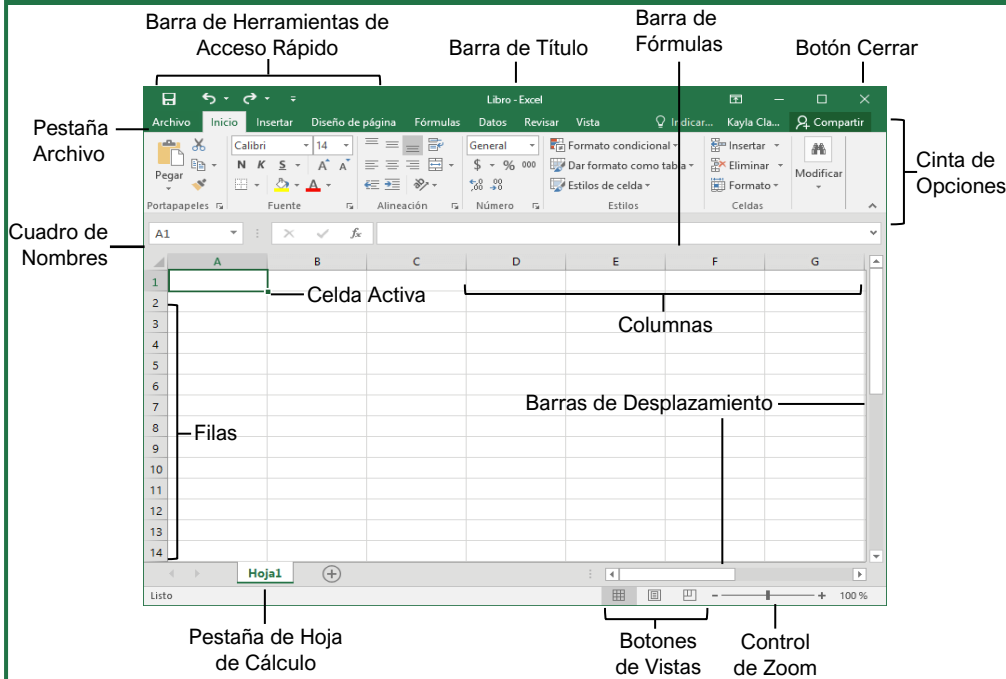 Barra de Herramientas de
Acceso Rápido
Barra de Título
Barra de
Fórmulas
Botón Cerrar
Libro - Excel
Archivo Inicio Insertar Diseño de página Fórmulas Datos Revisar Vista Indicar... Kayla Cla... Compartir
Pestaña
Archivo
Pegar
Calibri 14
N K S A A
A
General
$ % 000
,00 ,0
,0 ,00
Formato condicional
Dar formato como tabla
Estilos de celda
Insertar
Eliminar
Formato
Modificar
Portapapeles Fuente Alineación Número Estilos Celdas
Cinta de
Opciones
Cuadro de
Nombres
A1 fx
A B C D E F G
1
Celda Activa
2
Columnas
3
4
5
6
Barras de Desplazamiento
7
Filas
8
9
10
11
12
13
14
Hoja1
Listo 100 %
Pestaña de Hoja
de Cálculo
Botones
de Vistas
Control
de Zoom